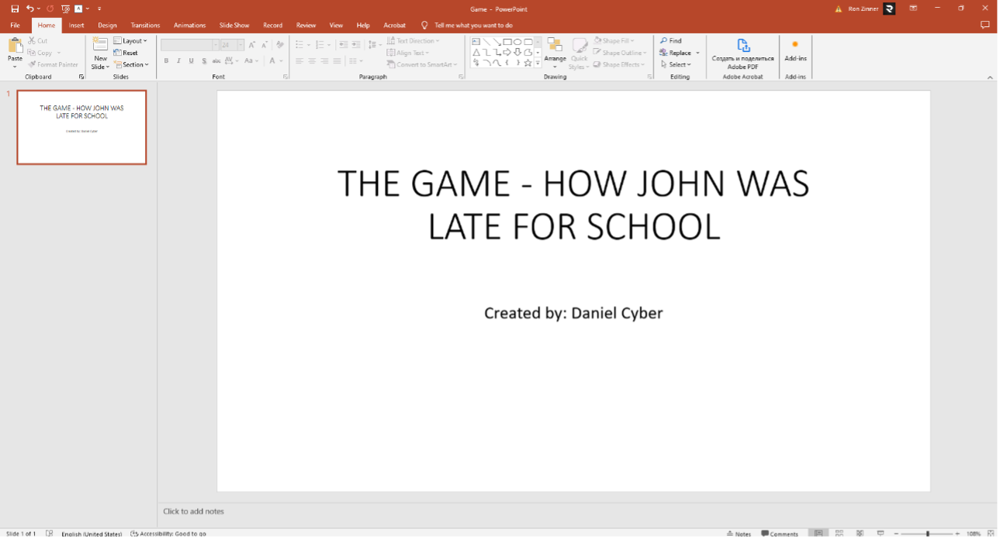 Game - PowerPoint
Ron Zinner
File Home Insert Design Transitions Animations Slide Show Record Review View Help Acrobat Tell me what you want to do
Paste
Cut
Copy
Format Painter
Clipboard
New
Slide
Layout
Reset
Section
Slides
24
B I U S abc AV Aa A
Font
Text Direction
Align Text
Convert to SmartArt
Paragraph
Arrange
Quick
Styles
Shape Fill
Shape Outline
Shape Effects
Drawing
Find
Replace
Select
Editing
Создать и поделиться
Adobe PDF
Adobe Acrobat
Add-ins
Add-ins
1
THE GAME - HOW JOHN WAS
LATE FOR SCHOOL
Created by: Daniel Cyber
THE GAME - HOW JOHN WAS
LATE FOR SCHOOL
Created by: Daniel Cyber
Click to add notes
Slide 1 of 1 English (United States) Accessibility: Good to go Notes Comments 108%